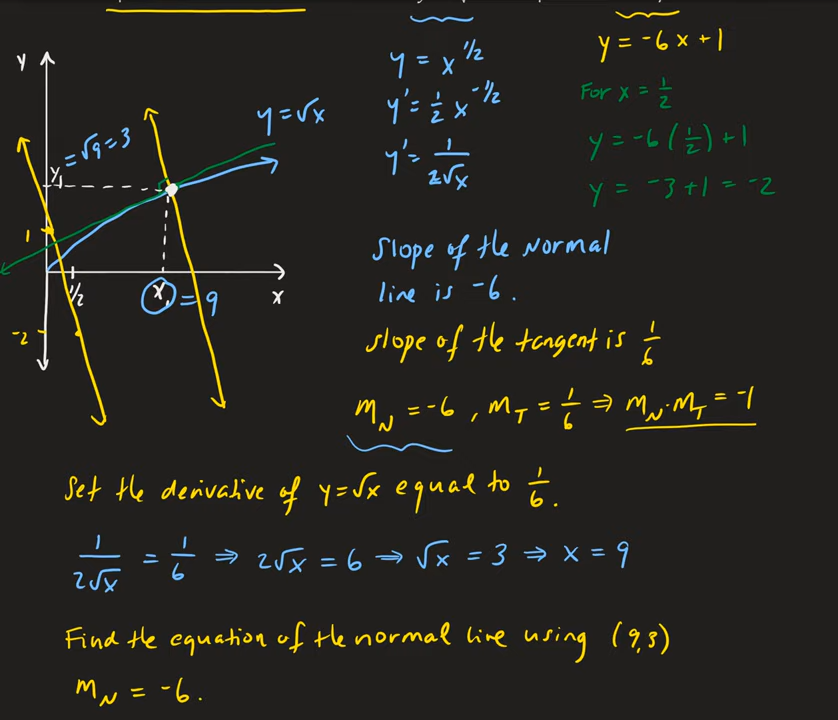 y = x^1/2
y' = 1/2 x^-1/2
y' = 1/2√x
y = -6x+1
For x = 1/2
y = -6(1/2)+1
y = -3+1 = -2
y
y = √x
y₁ = √9 = 3
1
1/2
x₁ = 9
x
-2
Slope of the Normal
line is -6.
Slope of the tangent is 1/6
m_N = -6, m_T = 1/6 ⇒ m_N·m_T = -1
Set the derivative of y=√x equal to 1/6.
1/2√x = 1/6 ⇒ 2√x = 6 ⇒ √x = 3 ⇒ x = 9
Find the equation of the normal line using (9,3)
m_N = -6.